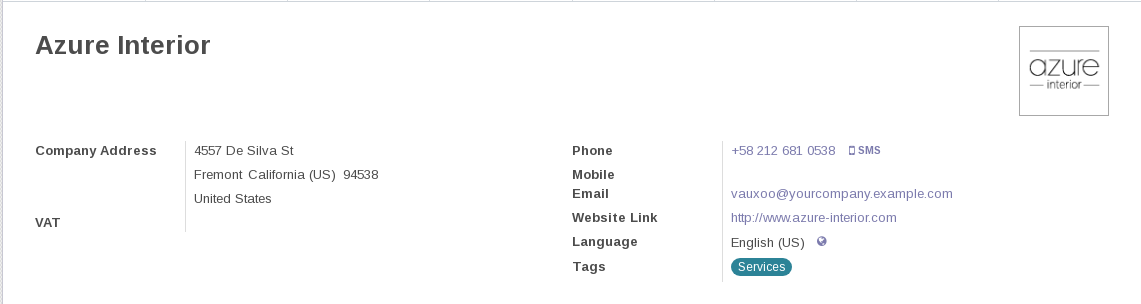 Azure Interior
azure
interior
Company Address 4557 De Silva St
Fremont California (US) 94538
United States
VAT
Phone +58 212 681 0538 SMS
Mobile
Email vauxoo@yourcompany.example.com
Website Link http://www.azure-interior.com
Language English (US)
Tags Services